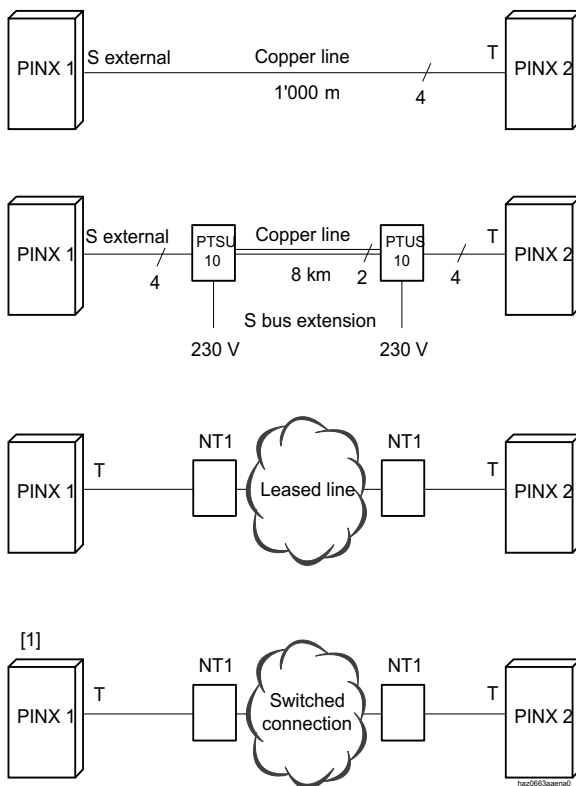 PINX 1
S external
Copper line
1'000 m
4
T
PINX 2
PINX 1
S external
4
PTSU
10
Copper line
8 km
2
PTUS
10
4
T
PINX 2
S bus extension
230 V
230 V
PINX 1
T
NT1
Leased line
NT1
T
PINX 2
[1]
PINX 1
T
NT1
Switched
connection
NT1
T
PINX 2
haz0663aaena0